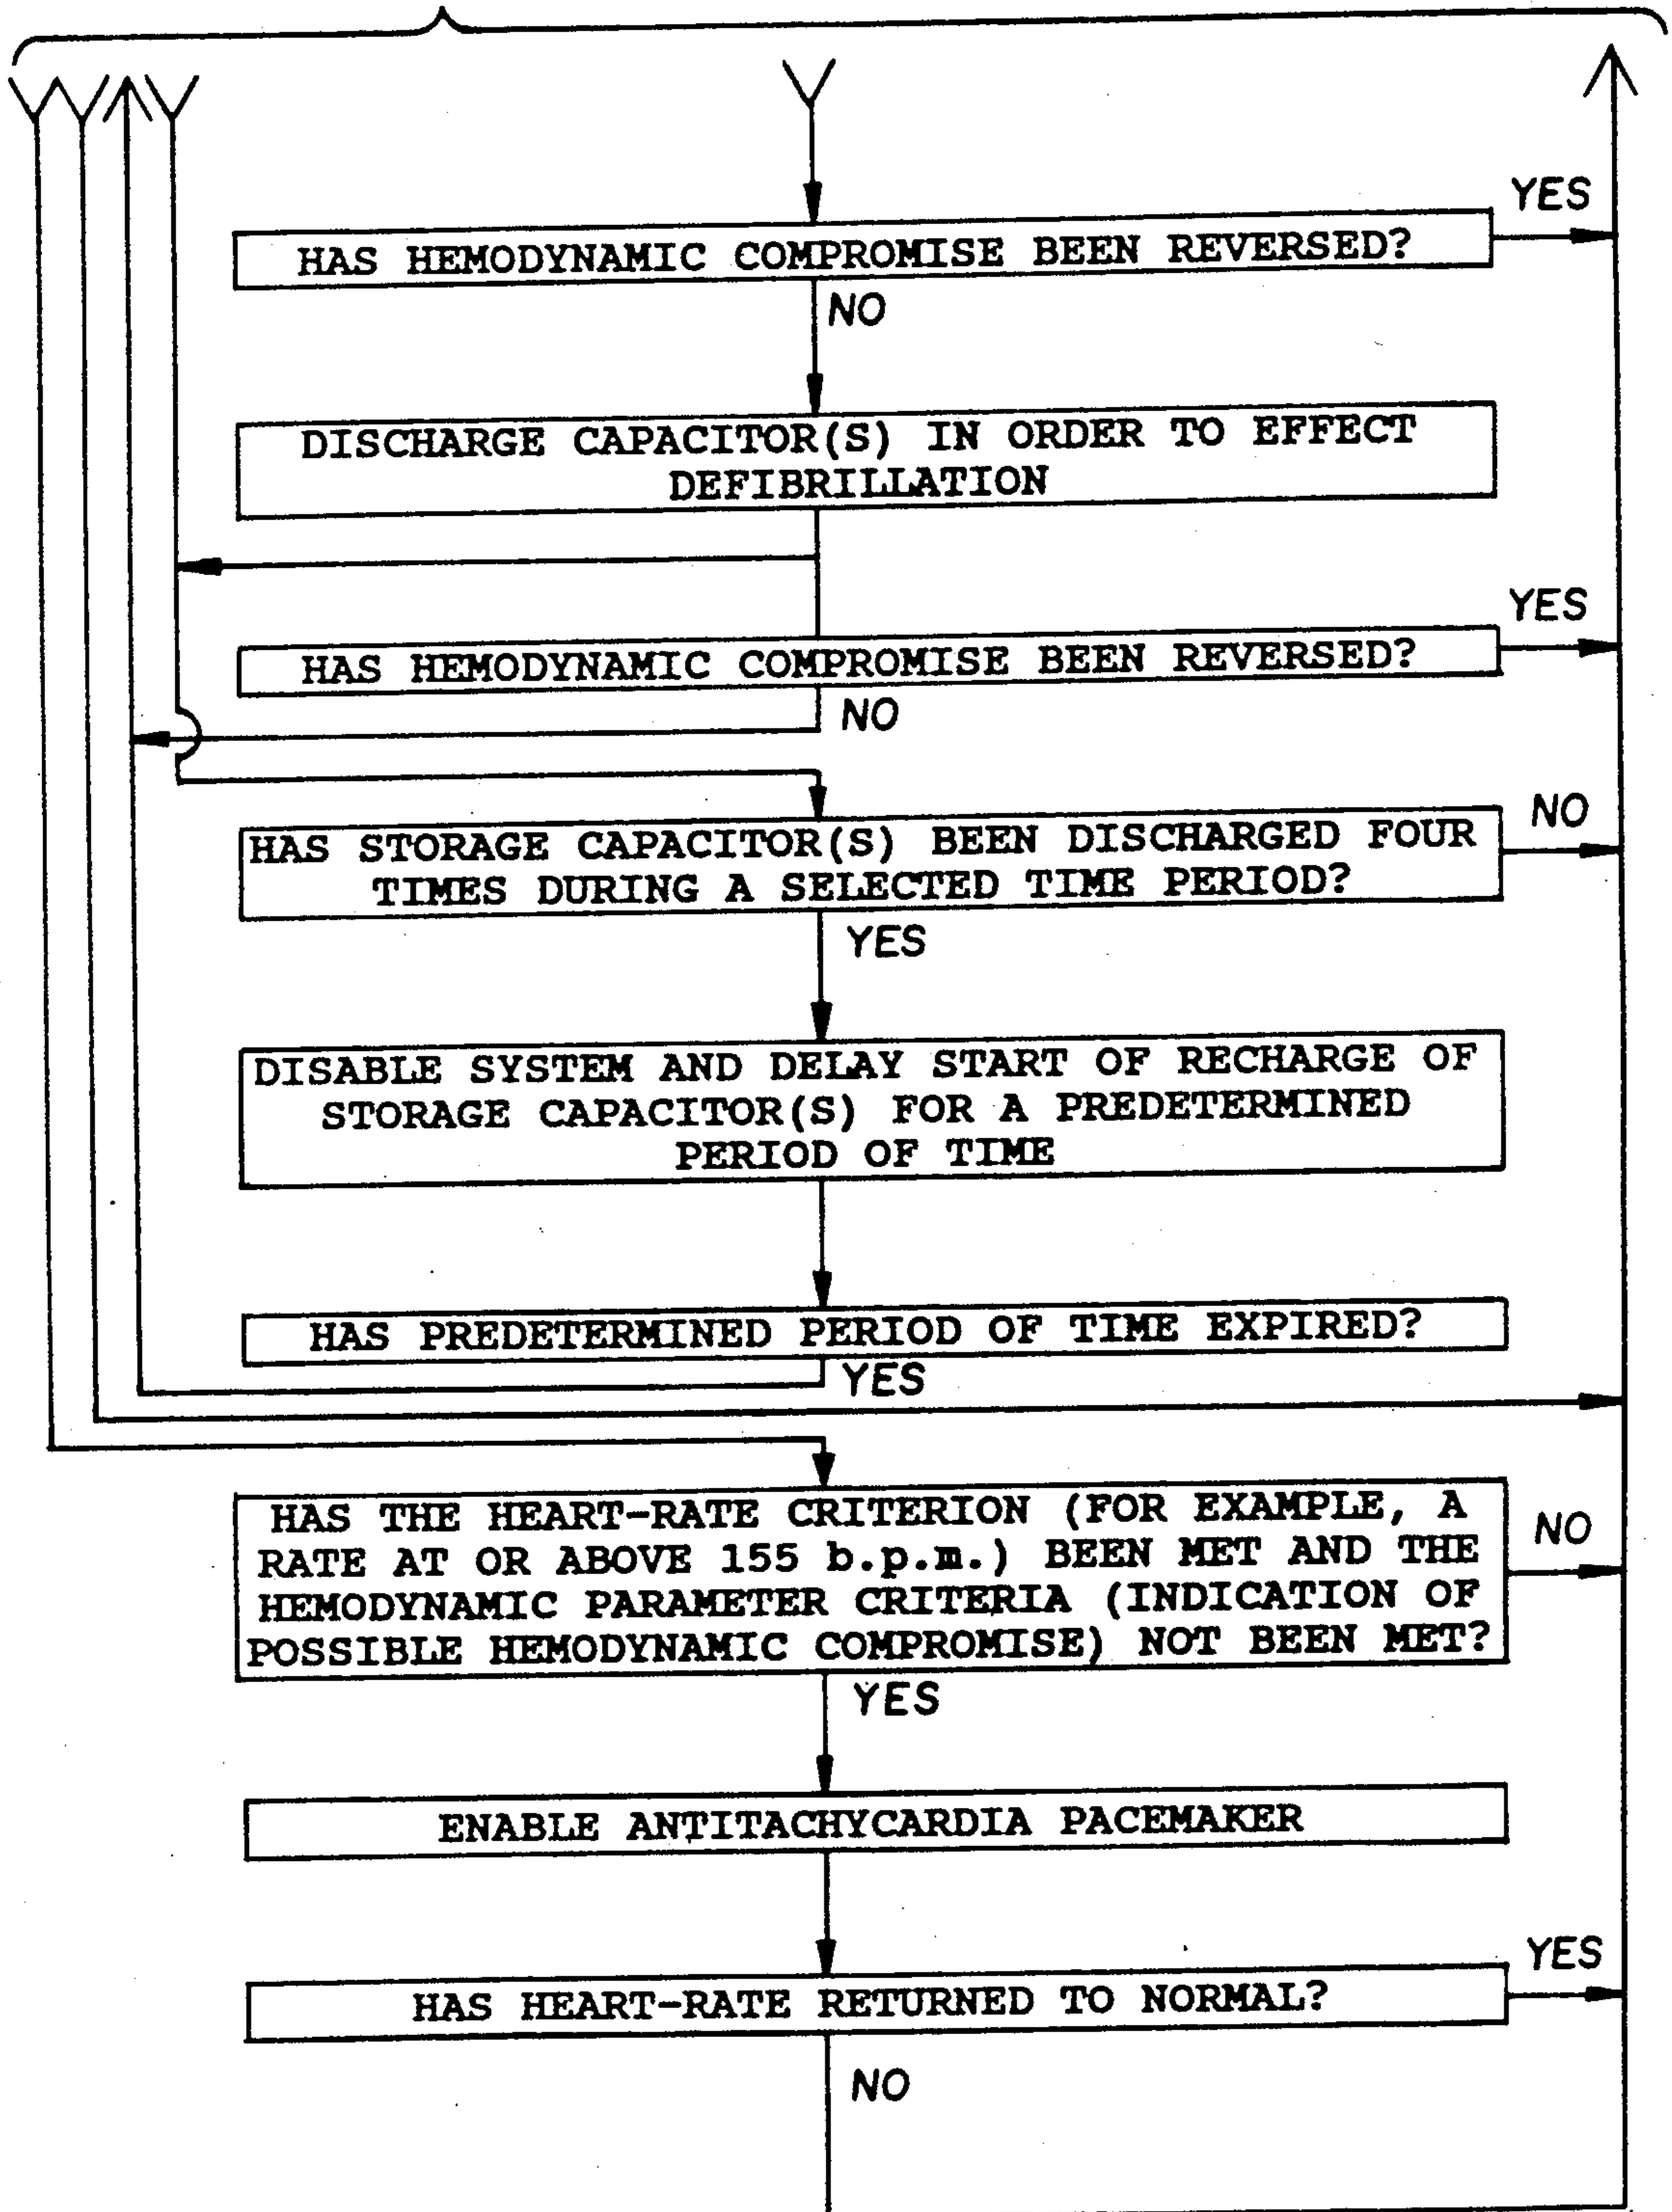 YES
HAS HEMODYNAMIC COMPROMISE BEEN REVERSED?
NO
DISCHARGE CAPACITOR(S) IN ORDER TO EFFECT
DEFIBRILLATION
YES
HAS HEMODYNAMIC COMPROMISE BEEN REVERSED?
NO
NO
HAS STORAGE CAPACITOR(S) BEEN DISCHARGED FOUR
TIMES DURING A SELECTED TIME PERIOD?
YES
DISABLE SYSTEM AND DELAY START OF RECHARGE OF
STORAGE CAPACITOR(S) FOR A PREDETERMINED
PERIOD OF TIME
HAS PREDETERMINED PERIOD OF TIME EXPIRED?
YES
HAS THE HEART-RATE CRITERION (FOR EXAMPLE, A
RATE AT OR ABOVE 155 b.p.m.) BEEN MET AND THE
HEMODYNAMIC PARAMETER CRITERIA (INDICATION OF
POSSIBLE HEMODYNAMIC COMPROMISE) NOT BEEN MET?
NO
YES
ENABLE ANTITACHYCARDIA PACEMAKER
YES
HAS HEART-RATE RETURNED TO NORMAL?
NO